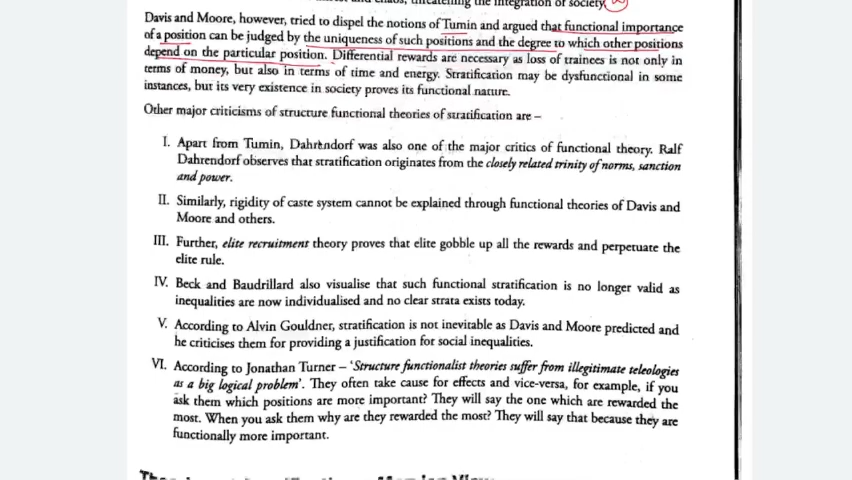 threatening the integration of society.
Davis and Moore, however, tried to dispel the notions of Tumin and argued that functional importance
of a position can be judged by the uniqueness of such positions and the degree to which other positions
depend on the particular position. Differential rewards are necessary as loss of trainees is not only in
terms of money, but also in terms of time and energy. Stratification may be dysfunctional in some
instances, but its very existence in society proves its functional nature.
Other major criticisms of structure functional theories of stratification are –
I. Apart from Tumin, Dahrendorf was also one of the major critics of functional theory. Ralf
Dahrendorf observes that stratification originates from the closely related trinity of norms, sanction
and power.
II. Similarly, rigidity of caste system cannot be explained through functional theories of Davis and
Moore and others.
III. Further, elite recruitment theory proves that elite gobble up all the rewards and perpetuate the
elite rule.
IV. Beck and Baudrillard also visualise that such functional stratification is no longer valid as
inequalities are now individualised and no clear strata exists today.
V. According to Alvin Gouldner, stratification is not inevitable as Davis and Moore predicted and
he criticises them for providing a justification for social inequalities.
VI. According to Jonathan Turner – 'Structure functionalist theories suffer from illegitimate teleologies
as a big logical problem'. They often take cause for effects and vice-versa, for example, if you
ask them which positions are more important? They will say the one which are rewarded the
most. When you ask them why are they rewarded the most? They will say that because they are
functionally more important.